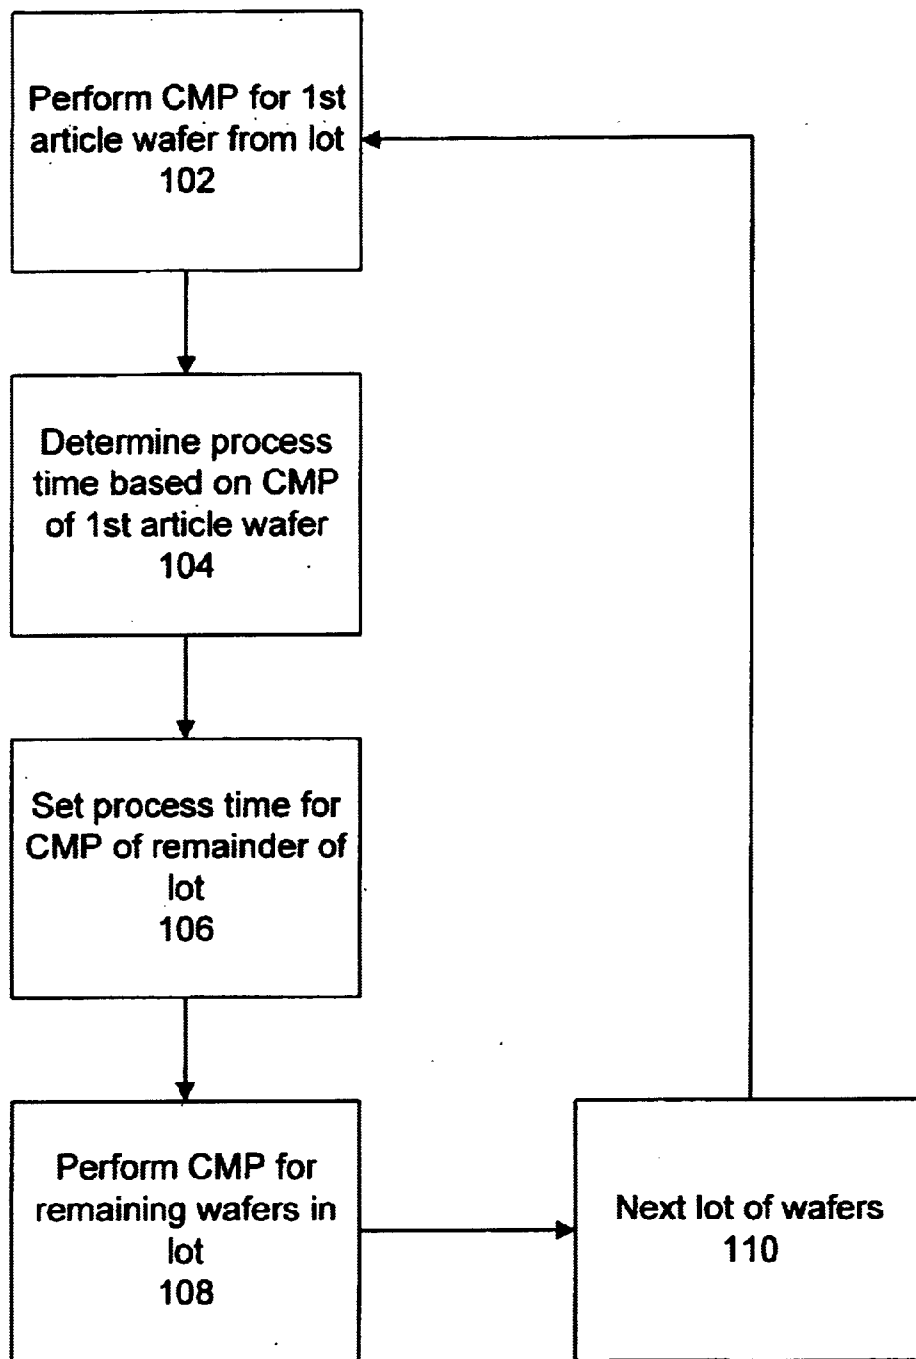 Perform CMP for 1st
article wafer from lot
102
Determine process
time based on CMP
of 1st article wafer
104
Set process time for
CMP of remainder of
lot
106
Perform CMP for
remaining wafers in
lot
108
Next lot of wafers
110